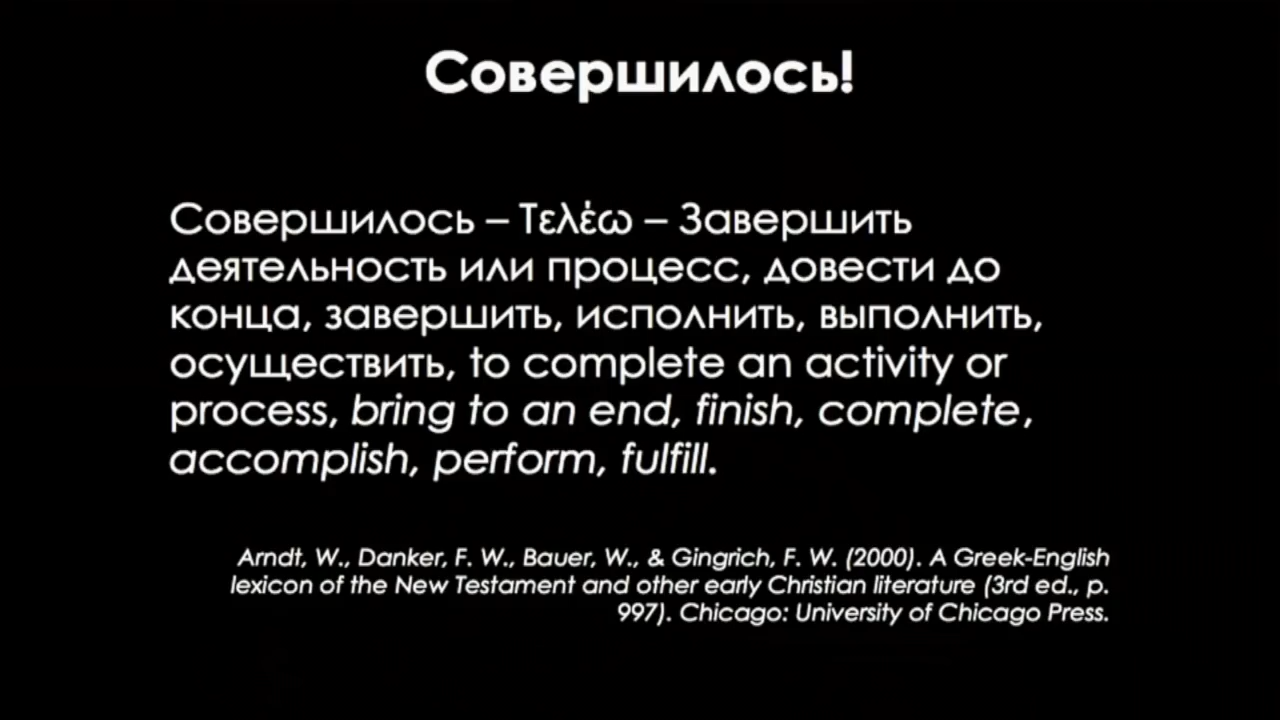 Совершилось!
Совершилось – Τελέω – Завершить
деятельность или процесс, довести до
конца, завершить, исполнить, выполнить,
осуществить, to complete an activity or
process, bring to an end, finish, complete,
accomplish, perform, fulfill.
Arndt, W., Danker, F. W., Bauer, W., & Gingrich, F. W. (2000). A Greek-English
lexicon of the New Testament and other early Christian literature (3rd ed., p.
997). Chicago: University of Chicago Press.